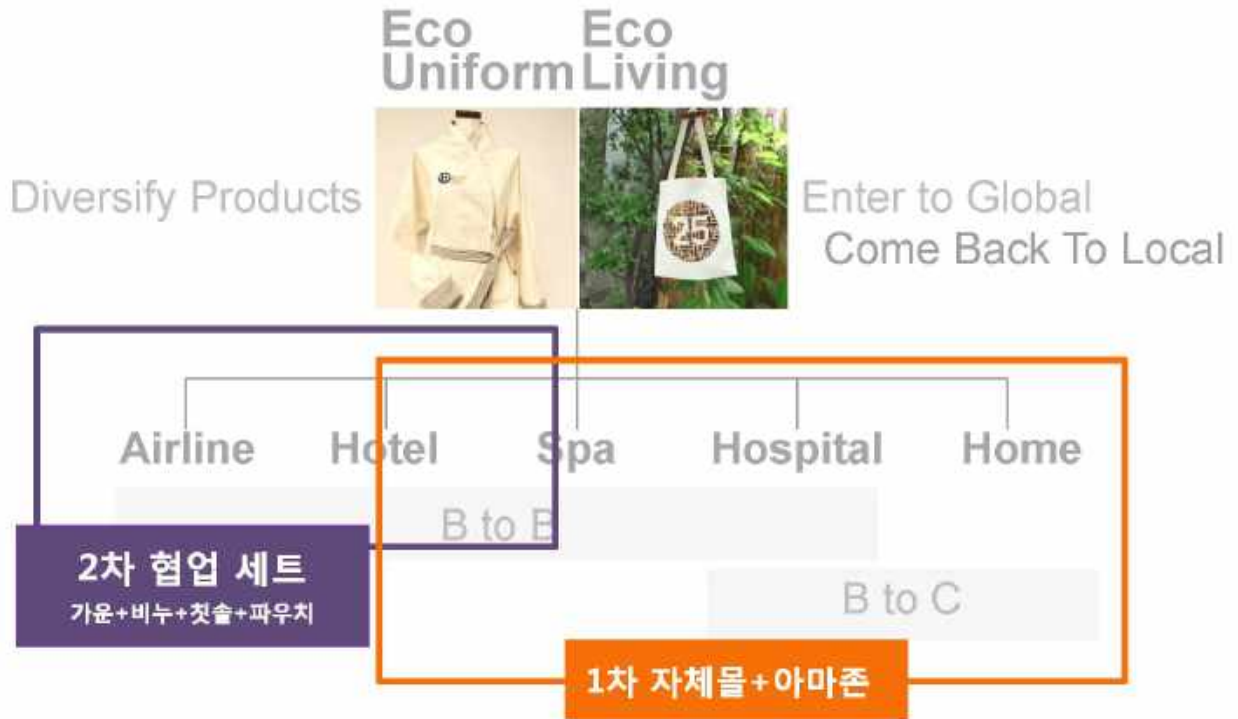 Eco Uniform
Eco Living
Diversify Products
25
Enter to Global
Come Back To Local
Airline
Hotel
Spa
Hospital
Home
B to B
2차 협업 세트
가운+비누+칫솔+파우치
B to C
1차 자체몰+아마존